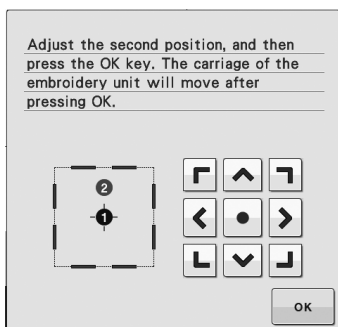 Adjust the second position, and then
press the OK key. The carriage of the
embroidery unit will move after
pressing OK.
2
1
OK